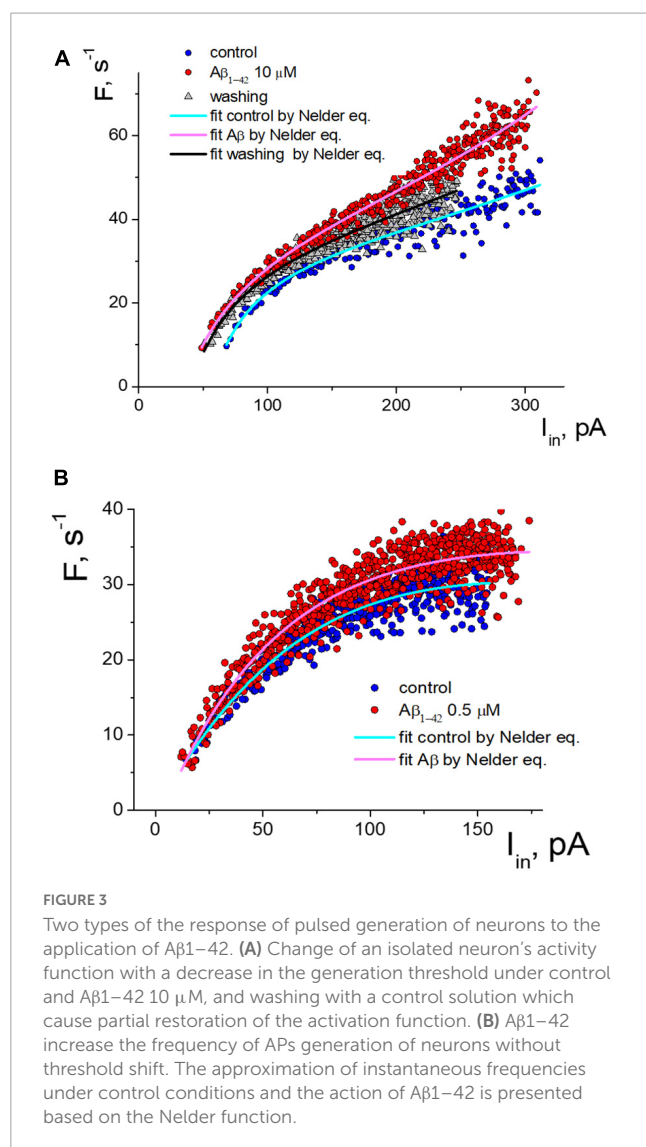 A
control
Aβ1–42 10 µM
washing
fit control by Nelder eq.
fit Aβ by Nelder eq.
fit washing by Nelder eq.
F, s-1
60
40
20
0
0 100 200 300
Iin, pA
B
40
30
20
10
0
F, s-1
control
Aβ1–42 0.5 µM
fit control by Nelder eq.
fit Aβ by Nelder eq.
0 50 100 150
Iin, pA
FIGURE 3
Two types of the response of pulsed generation of neurons to the
application of Aβ1–42. (A) Change of an isolated neuron's activity
function with a decrease in the generation threshold under control
and Aβ1–42 10 µM, and washing with a control solution which
cause partial restoration of the activation function. (B) Aβ1–42
increase the frequency of APs generation of neurons without
threshold shift. The approximation of instantaneous frequencies
under control conditions and the action of Aβ1–42 is presented
based on the Nelder function.